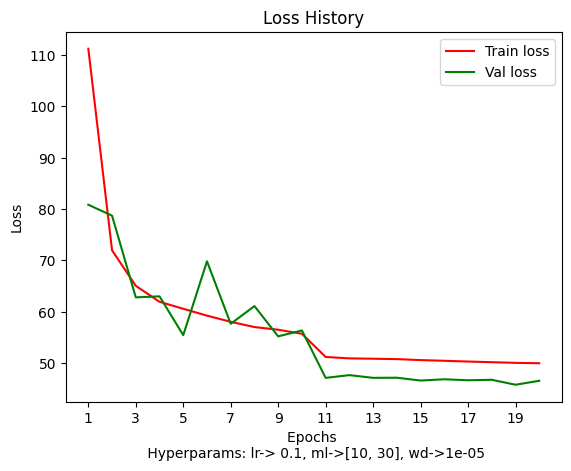 Loss History
Train loss
Val loss
Loss
110
100
90
80
70
60
50
1 3 5 7 9 11 13 15 17 19
Epochs
Hyperparams: lr-> 0.1, ml->[10, 30], wd->1e-05